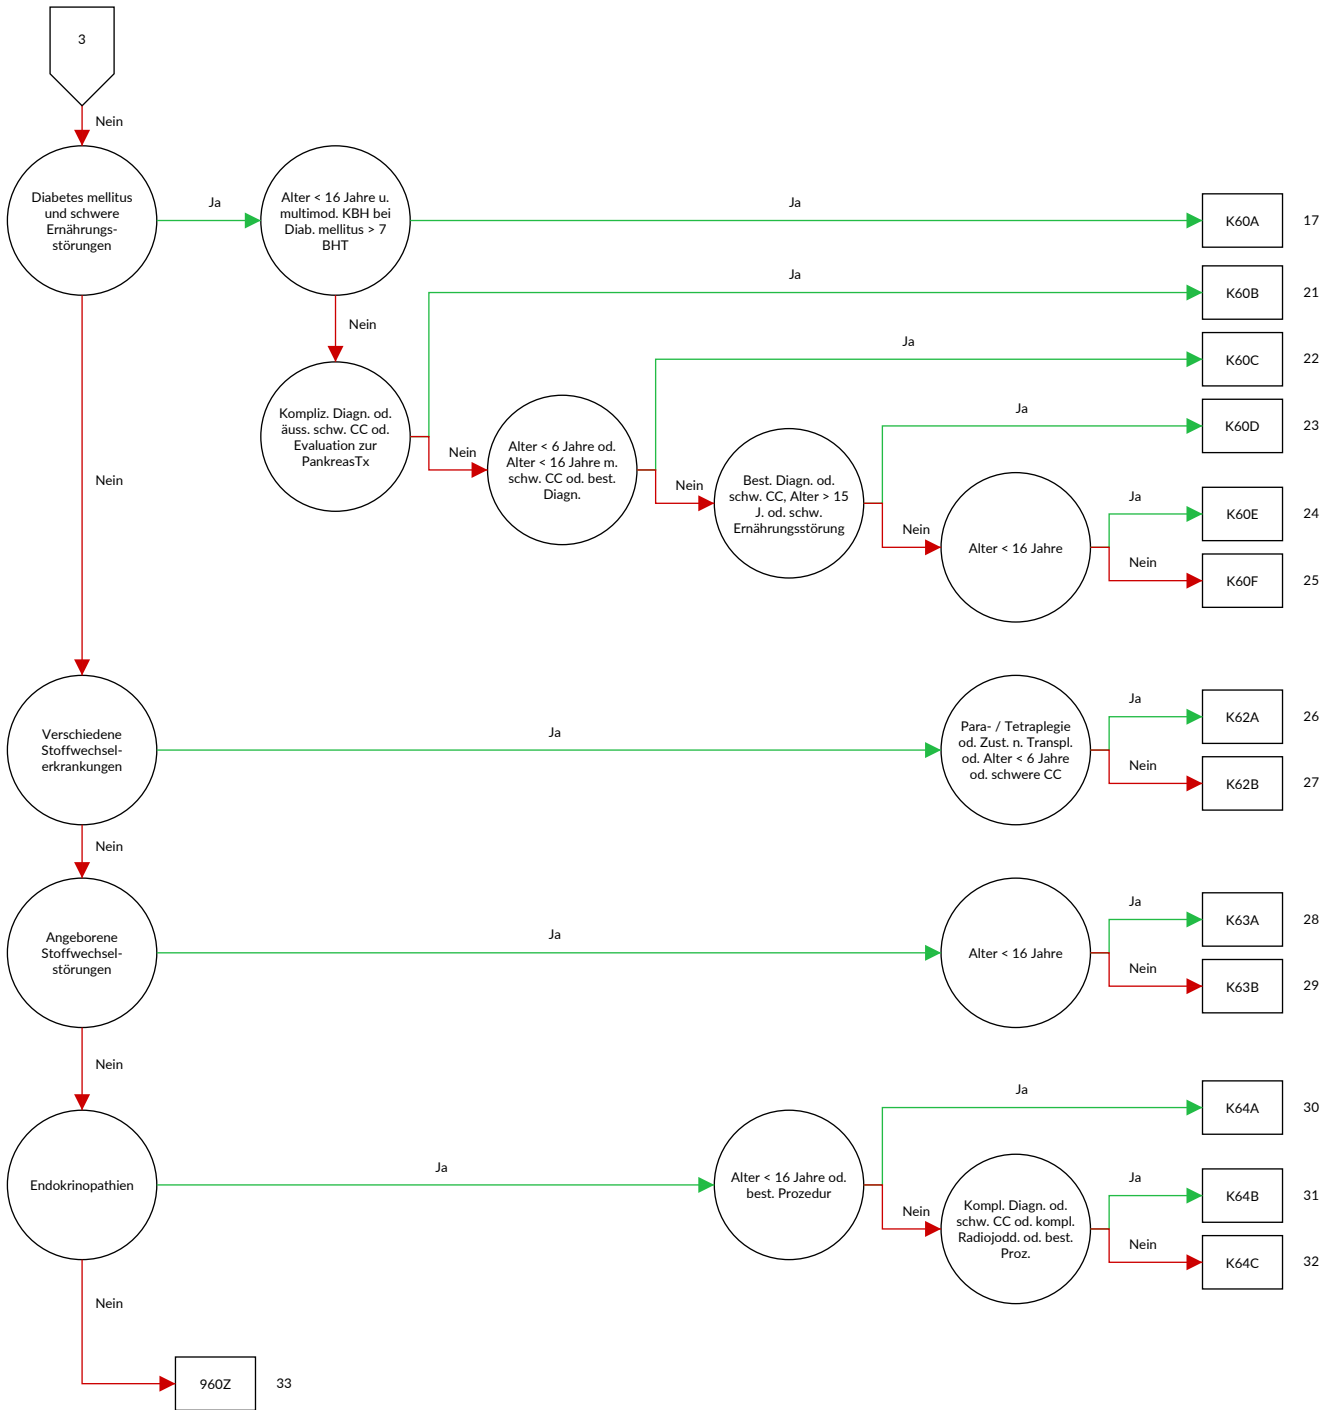 3
Nein
Diabetes mellitus
und schwere
Ernährungs-
störungen
Ja
Alter < 16 Jahre u.
multimod. KBH bei
Diab. mellitus > 7
BHT
Ja
K60A
17
Ja
K60B
21
Nein
Ja
K60C
22
Kompliz. Diagn. od.
äuss. schw. CC od.
Evaluation zur
PankreasTx
Nein
Alter < 6 Jahre od.
Alter < 16 Jahre m.
schw. CC od. best.
Diagn.
Ja
K60D
23
Nein
Best. Diagn. od.
schw. CC, Alter > 15
J. od. schw.
Ernährungsstörung
Nein
Alter < 16 Jahre
Ja
K60E
24
Nein
K60F
25
Nein
Verschiedene
Stoffwechsel-
erkrankungen
Ja
Para- / Tetraplegie
od. Zust. n. Transpl.
od. Alter < 6 Jahre
od. schwere CC
Ja
K62A
26
Nein
K62B
27
Nein
Angeborene
Stoffwechsel-
störungen
Ja
Alter < 16 Jahre
Ja
K63A
28
Nein
K63B
29
Nein
Endokrinopathien
Ja
Alter < 16 Jahre od.
best. Prozedur
Ja
K64A
30
Nein
Kompl. Diagn. od.
schw. CC od. kompl.
Radiojodd. od. best.
Proz.
Ja
K64B
31
Nein
K64C
32
Nein
960Z
33